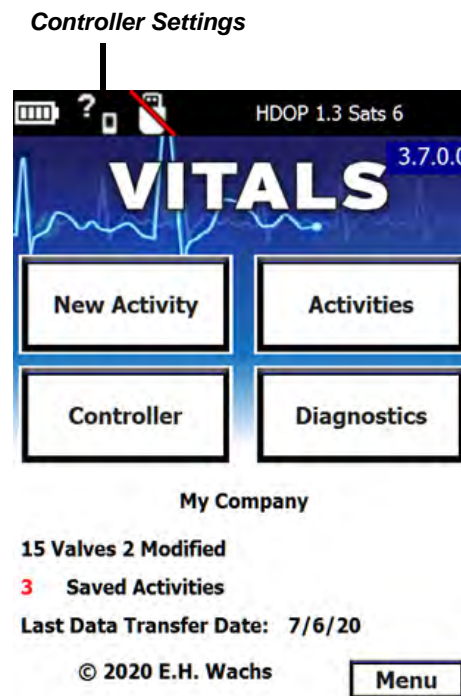 Controller Settings
? HDOP 1.3 Sats 6
VITALS 3.7.0.0
New Activity Activities
Controller Diagnostics
My Company
15 Valves 2 Modified
3 Saved Activities
Last Data Transfer Date: 7/6/20
© 2020 E.H. Wachs Menu